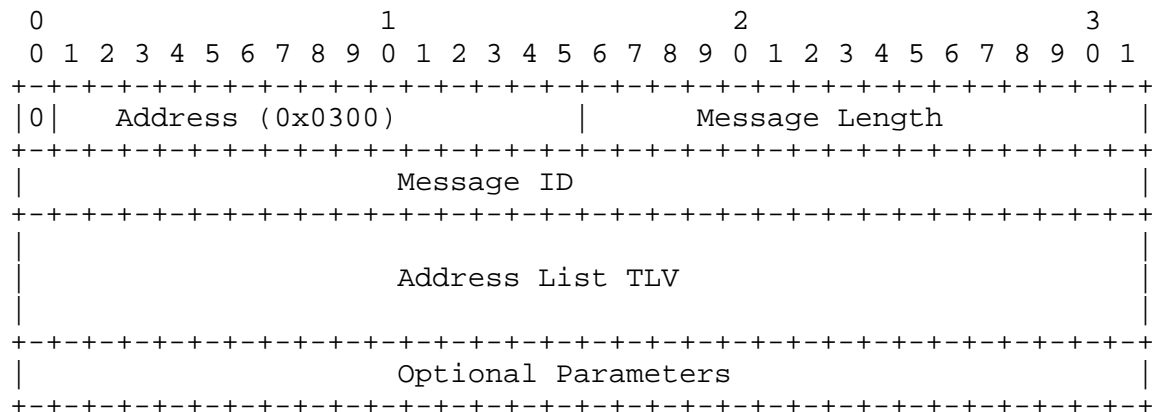 0                   1                   2                   3
 0 1 2 3 4 5 6 7 8 9 0 1 2 3 4 5 6 7 8 9 0 1 2 3 4 5 6 7 8 9 0 1
+-+-+-+-+-+-+-+-+-+-+-+-+-+-+-+-+-+-+-+-+-+-+-+-+-+-+-+-+-+-+-+-+
|0|   Address (0x0300)          |      Message Length           |
+-+-+-+-+-+-+-+-+-+-+-+-+-+-+-+-+-+-+-+-+-+-+-+-+-+-+-+-+-+-+-+-+
|                     Message ID                                |
+-+-+-+-+-+-+-+-+-+-+-+-+-+-+-+-+-+-+-+-+-+-+-+-+-+-+-+-+-+-+-+-+
|                                                               |
|                     Address List TLV                          |
|                                                               |
+-+-+-+-+-+-+-+-+-+-+-+-+-+-+-+-+-+-+-+-+-+-+-+-+-+-+-+-+-+-+-+-+
|                     Optional Parameters                       |
+-+-+-+-+-+-+-+-+-+-+-+-+-+-+-+-+-+-+-+-+-+-+-+-+-+-+-+-+-+-+-+-+